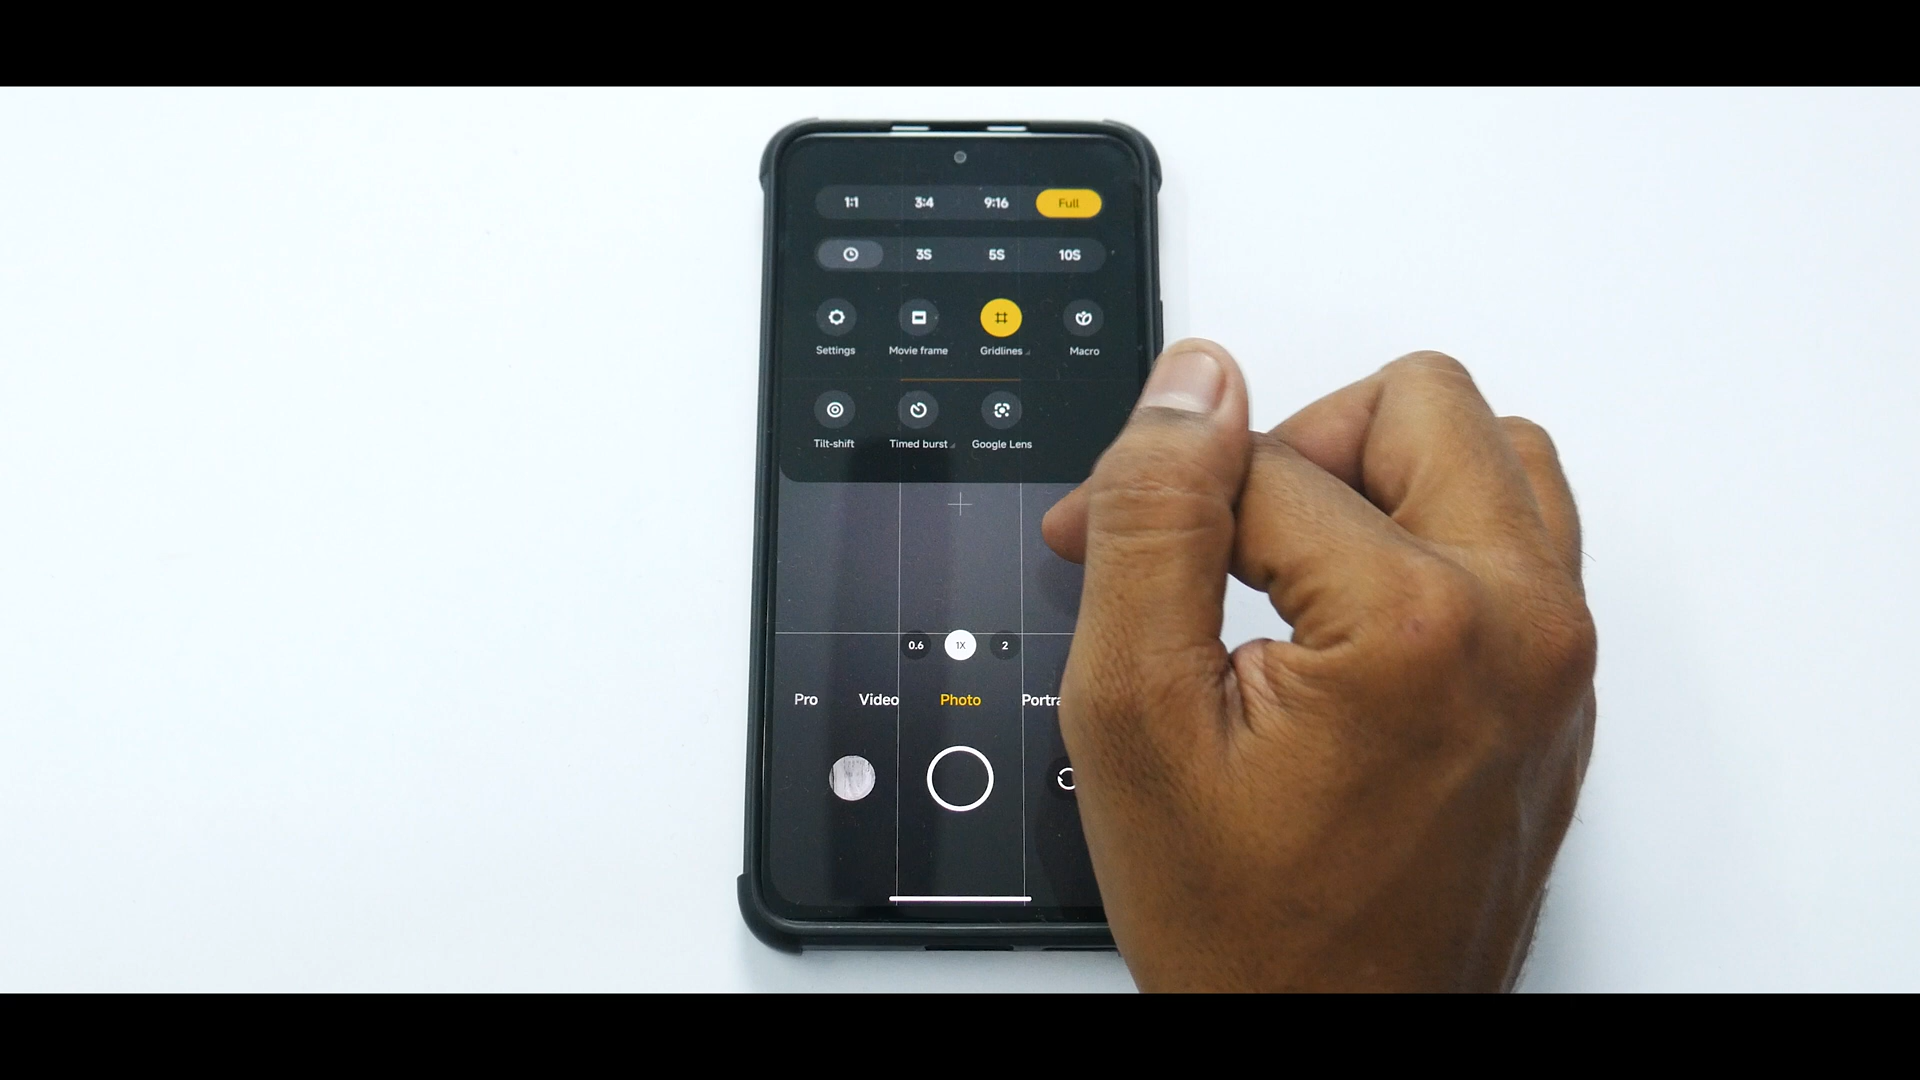 1:1 3:4 9:16 Full
3S 5S 10S
Settings Movie frame Gridlines Macro
Tilt-shift Timed burst Google Lens
0.6 1X 2
Pro Video Photo Portra